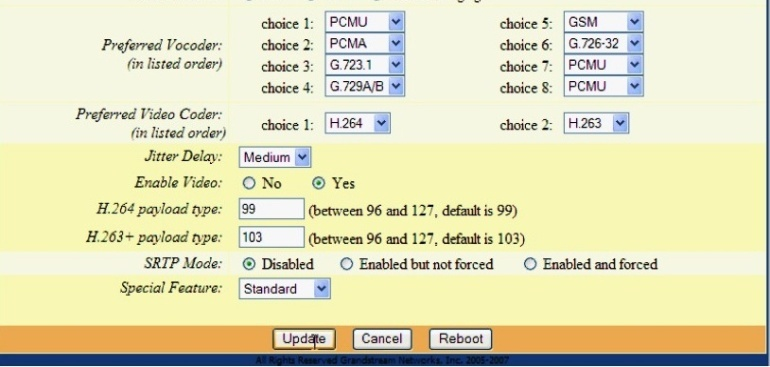 choice 1: PCMU choice 5: GSM
Preferred Vocoder: choice 2: PCMA choice 6: G.726-32
(in listed order) choice 3: G.723.1 choice 7: PCMU
choice 4: G.729A/B choice 8: PCMU
Preferred Video Coder:
(in listed order) choice 1: H.264 choice 2: H.263
Jitter Delay: Medium
Enable Video: No Yes
H.264 payload type: 99 (between 96 and 127, default is 99)
H.263+ payload type: 103 (between 96 and 127, default is 103)
SRTP Mode: Disabled Enabled but not forced Enabled and forced
Special Feature: Standard
Update Cancel Reboot
All Rights Reserved Grandstream Networks, Inc. 2005-2007